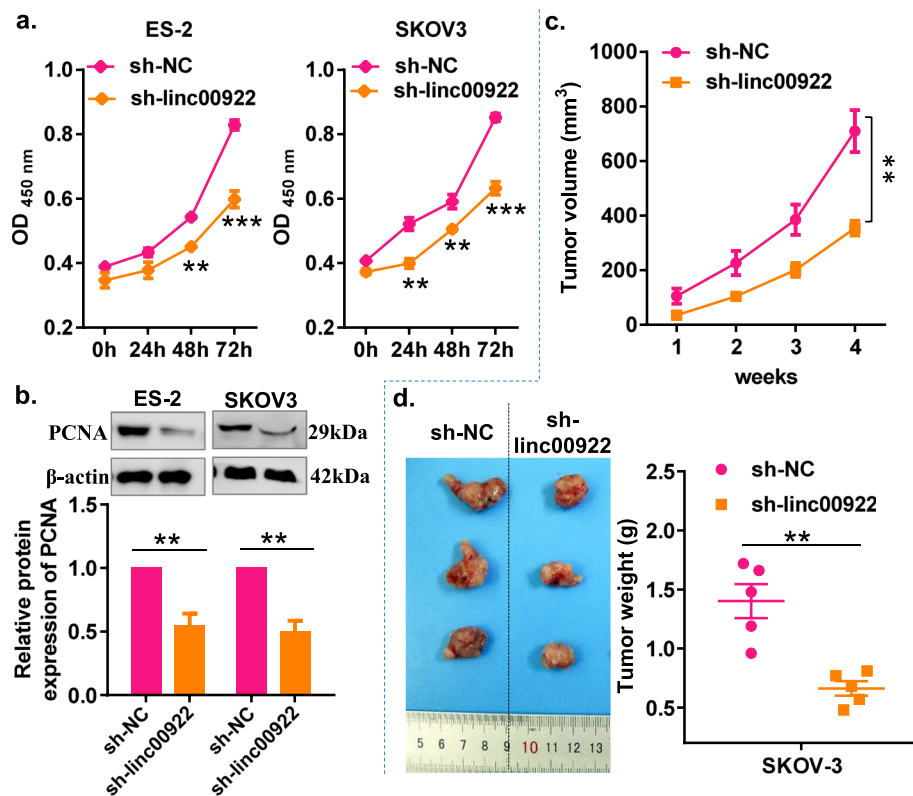 a.
ES-2
sh-NC
sh-linc00922
1.0
0.8
0.6
0.4
0.2
OD 450 nm
**
***
0h 24h 48h 72h
SKOV3
sh-NC
sh-linc00922
1.0
0.8
0.6
0.4
0.2
OD 450 nm
**
**
***
0h 24h 48h 72h
c.
sh-NC
sh-linc00922
1000
800
600
400
200
0
Tumor volume (mm3)
**
1 2 3 4
weeks
b.
ES-2 SKOV3
PCNA 29kDa
β-actin 42kDa
1.5
1.0
0.5
0.0
Relative protein
expression of PCNA
** **
sh-NC
sh-linc00922
sh-NC
sh-linc00922
d.
sh-NC
sh-
linc00922
5 6 7 8 9 10 11 12 13
2.5
2.0
1.5
1.0
0.5
Tumor weight (g)
sh-NC
sh-linc00922
**
SKOV-3